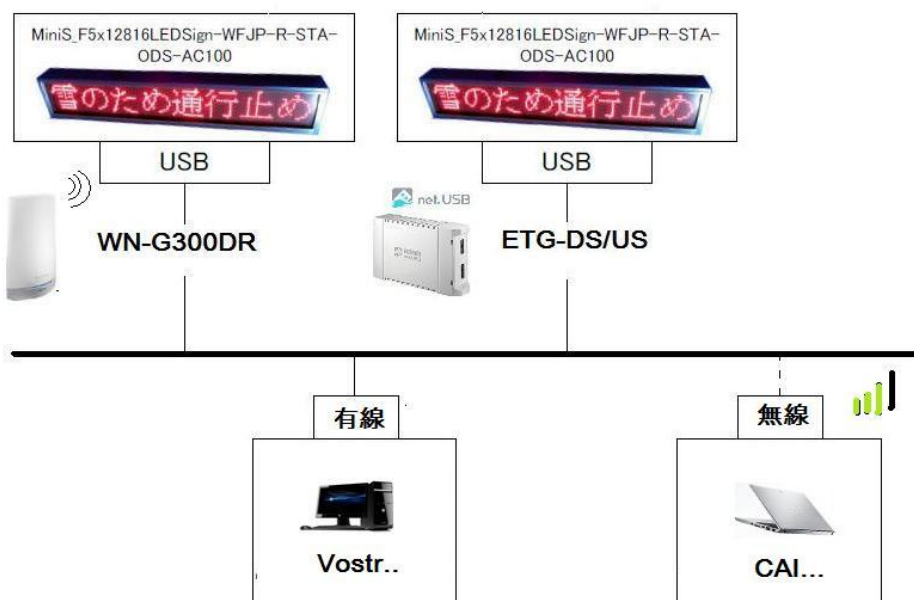 MiniS_F5x12816LEDSign-WFJP-R-STA-
ODS-AC100
雪のため通行止め
USB
WN-G300DR
MiniS_F5x12816LEDSign-WFJP-R-STA-
ODS-AC100
雪のため通行止め
USB
net.USB
ETG-DS/US
有線
Vostr..
無線
CAI...